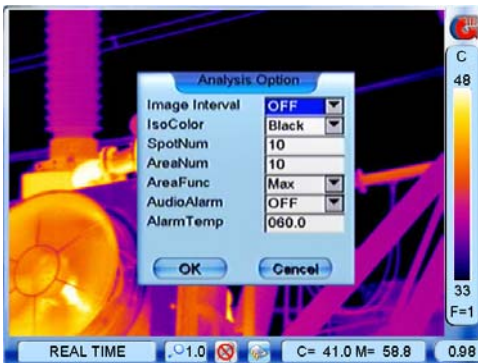 Analysis Option
Image Interval OFF
IsoColor Black
SpotNum 10
AreaNum 10
AreaFunc Max
AudioAlarm OFF
AlarmTemp 060.0
OK Cancel
C
48
33
F=1
REAL TIME 1.0 C= 41.0 M= 58.8 0.98